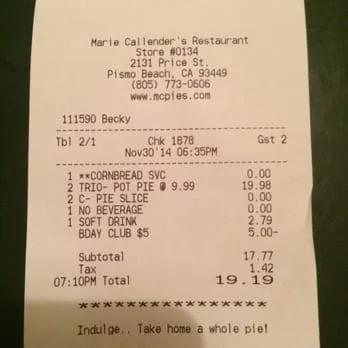 Marie Callender's Restaurant
Store #0134
2131 Price St.
Pismo Beach, CA 93449
(805) 773-0606
www.mcpies.com
111590 Becky
Tbl 2/1 Chk 1878 Gst 2
Nov30'14 06:35PM
1 **CORNBREAD SVC 0.00
2 TRIO- POT PIE @ 9.99 19.98
2 C- PIE SLICE 0.00
1 NO BEVERAGE 0.00
1 SOFT DRINK 2.79
BDAY CLUB $5 5.00-
Subtotal 17.77
Tax 1.42
07:10PM Total 19.19
****************
Indulge.. Take home a whole pie!